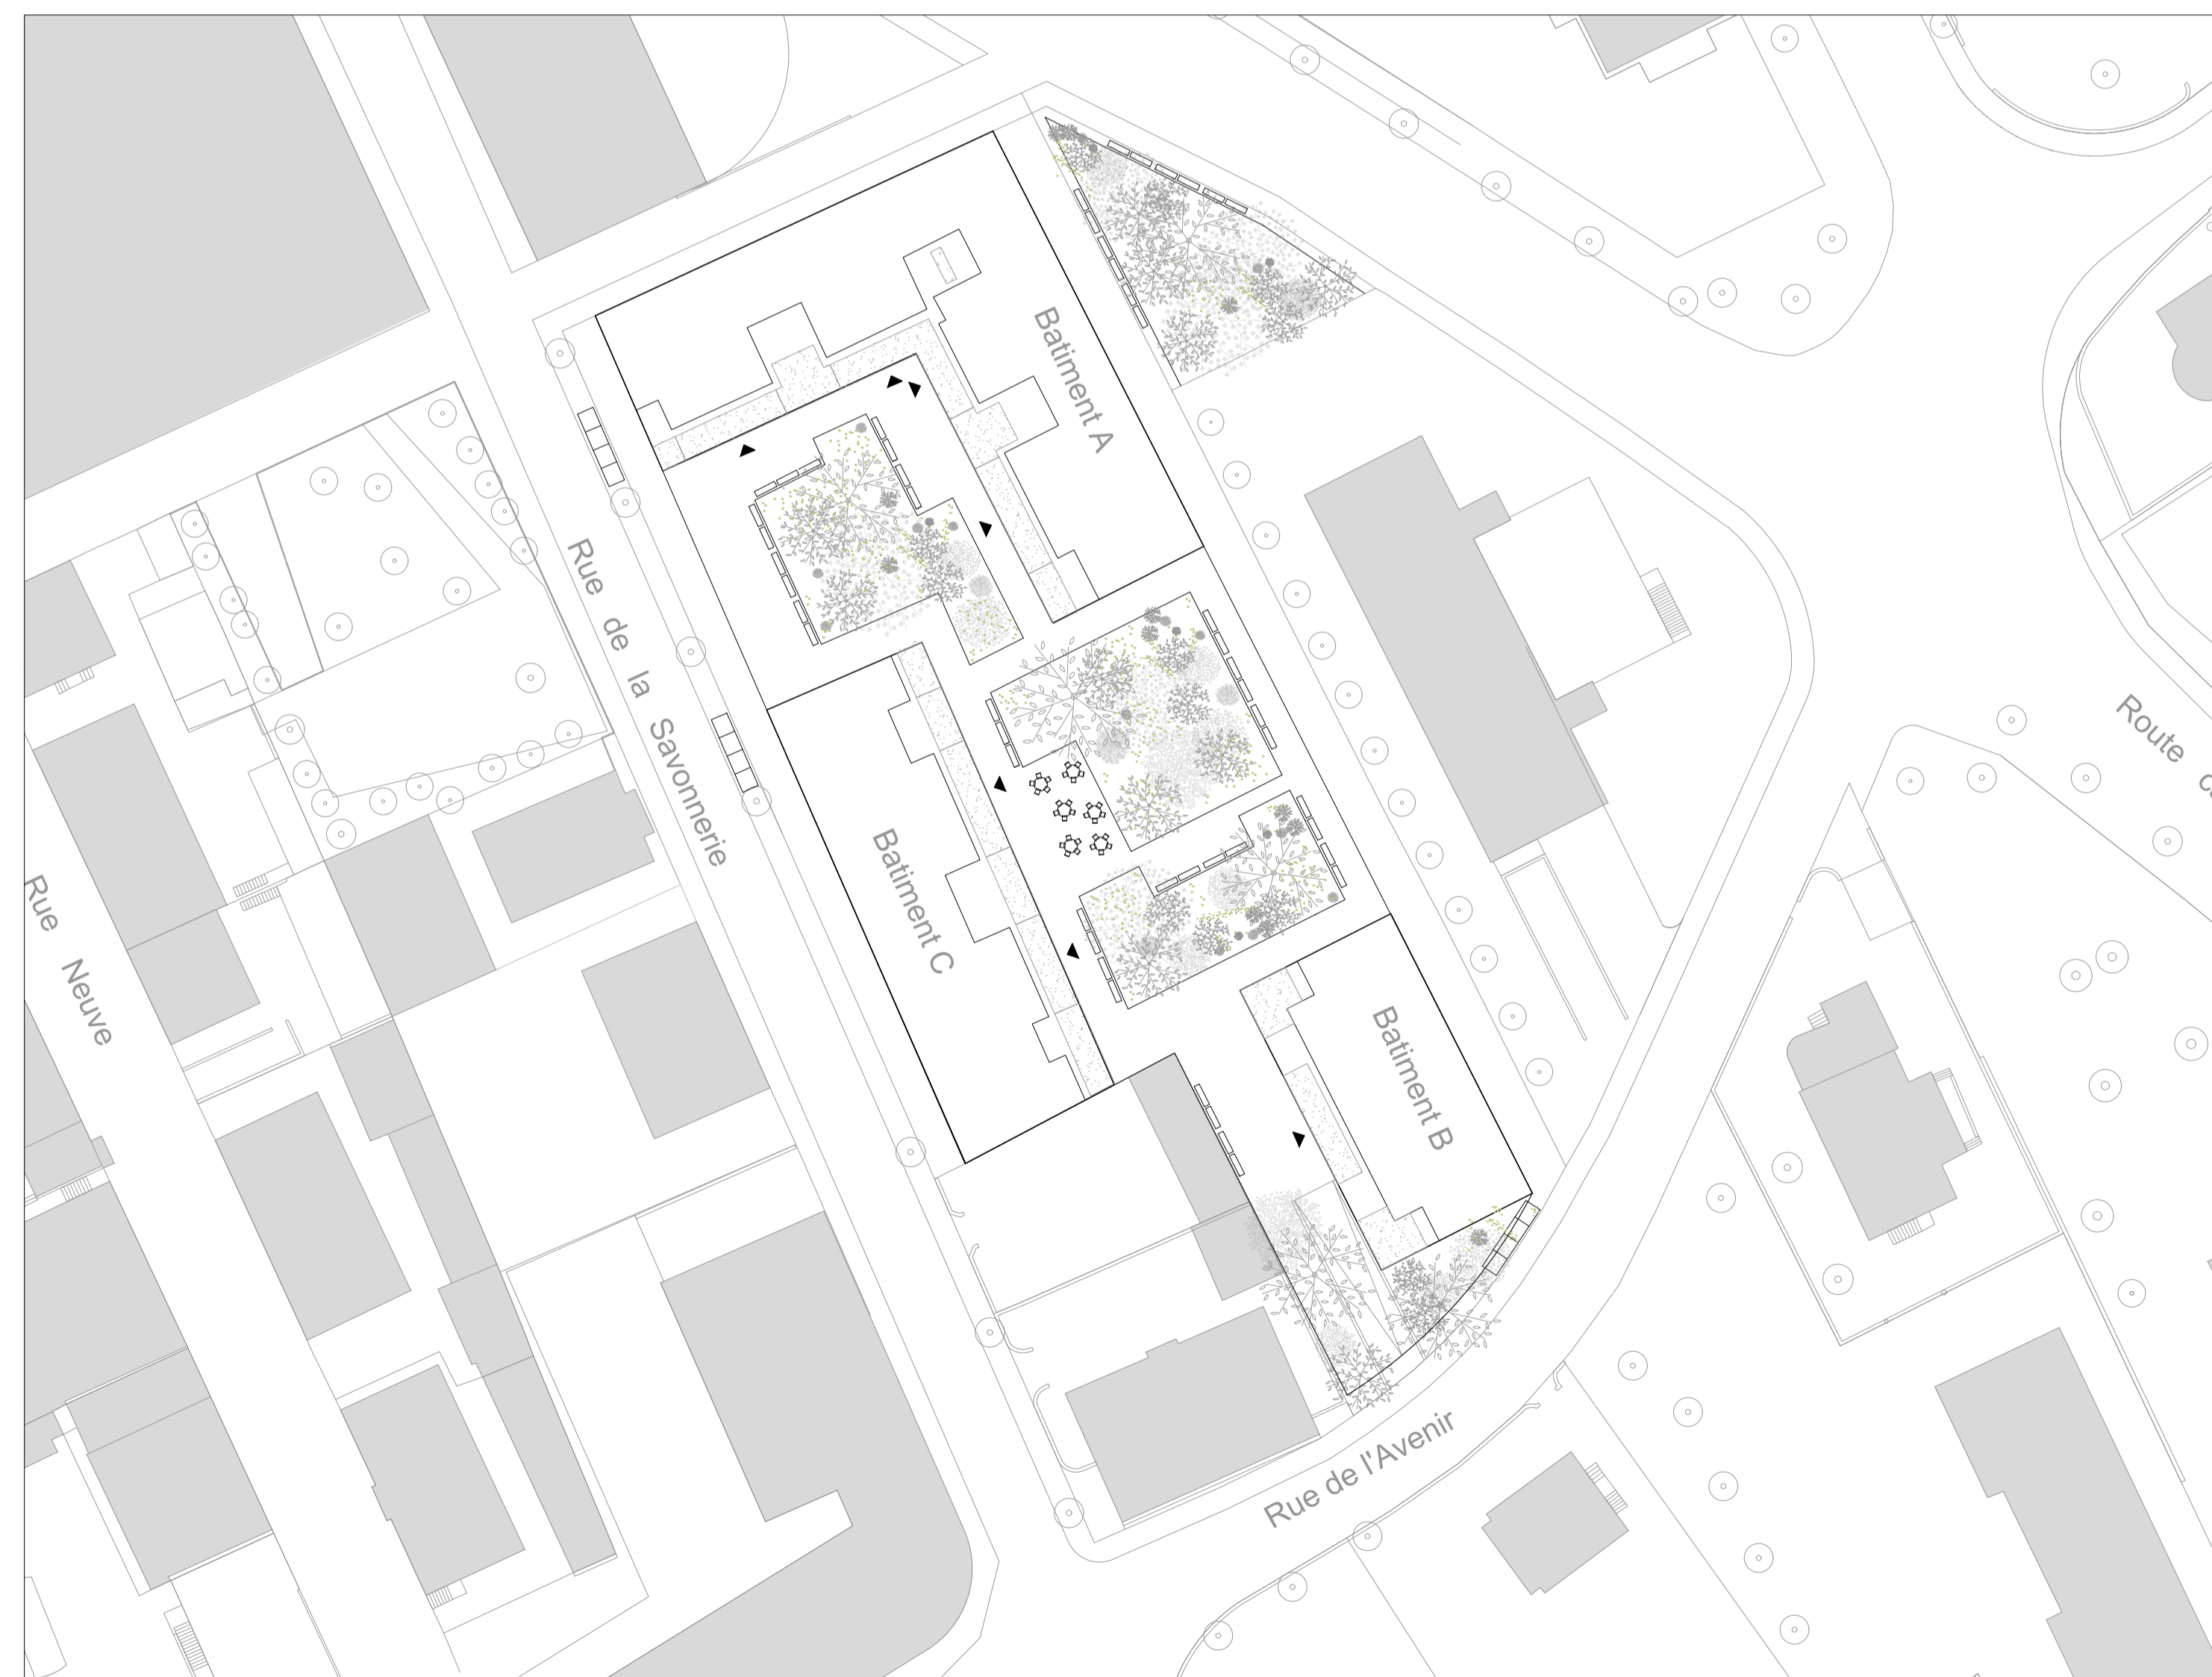 Batiment A
Rue de la Savonnerie
Route
Batiment C
Rue Neuve
Batiment B
Rue de l'Avenir